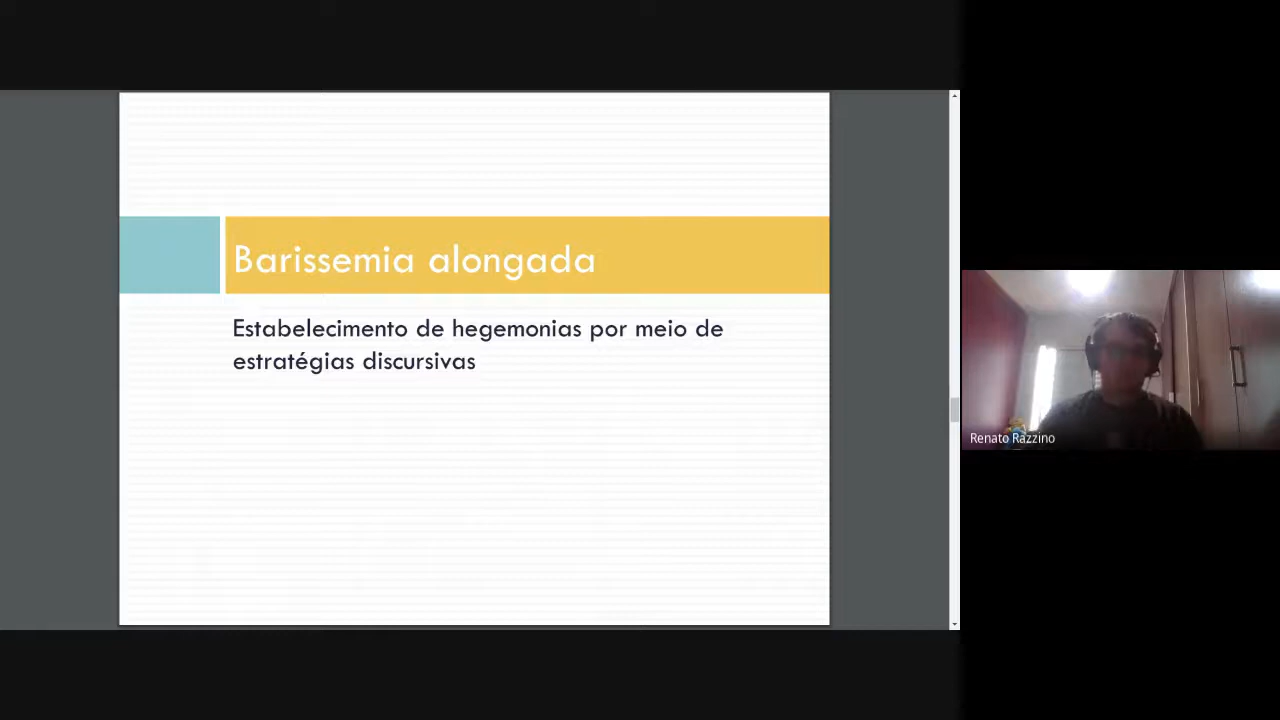 Barissemia alongada
Estabelecimento de hegemonias por meio de
estratégias discursivas
Renato Razzino